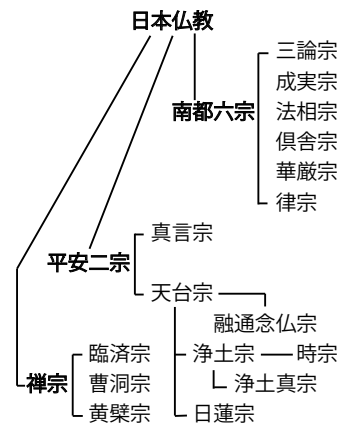 日本仏教
南都六宗
三論宗
成実宗
法相宗
倶舎宗
華厳宗
律宗
平安二宗
真言宗
天台宗
融通念仏宗
浄土宗
時宗
浄土真宗
日蓮宗
禅宗
臨済宗
曹洞宗
黄檗宗